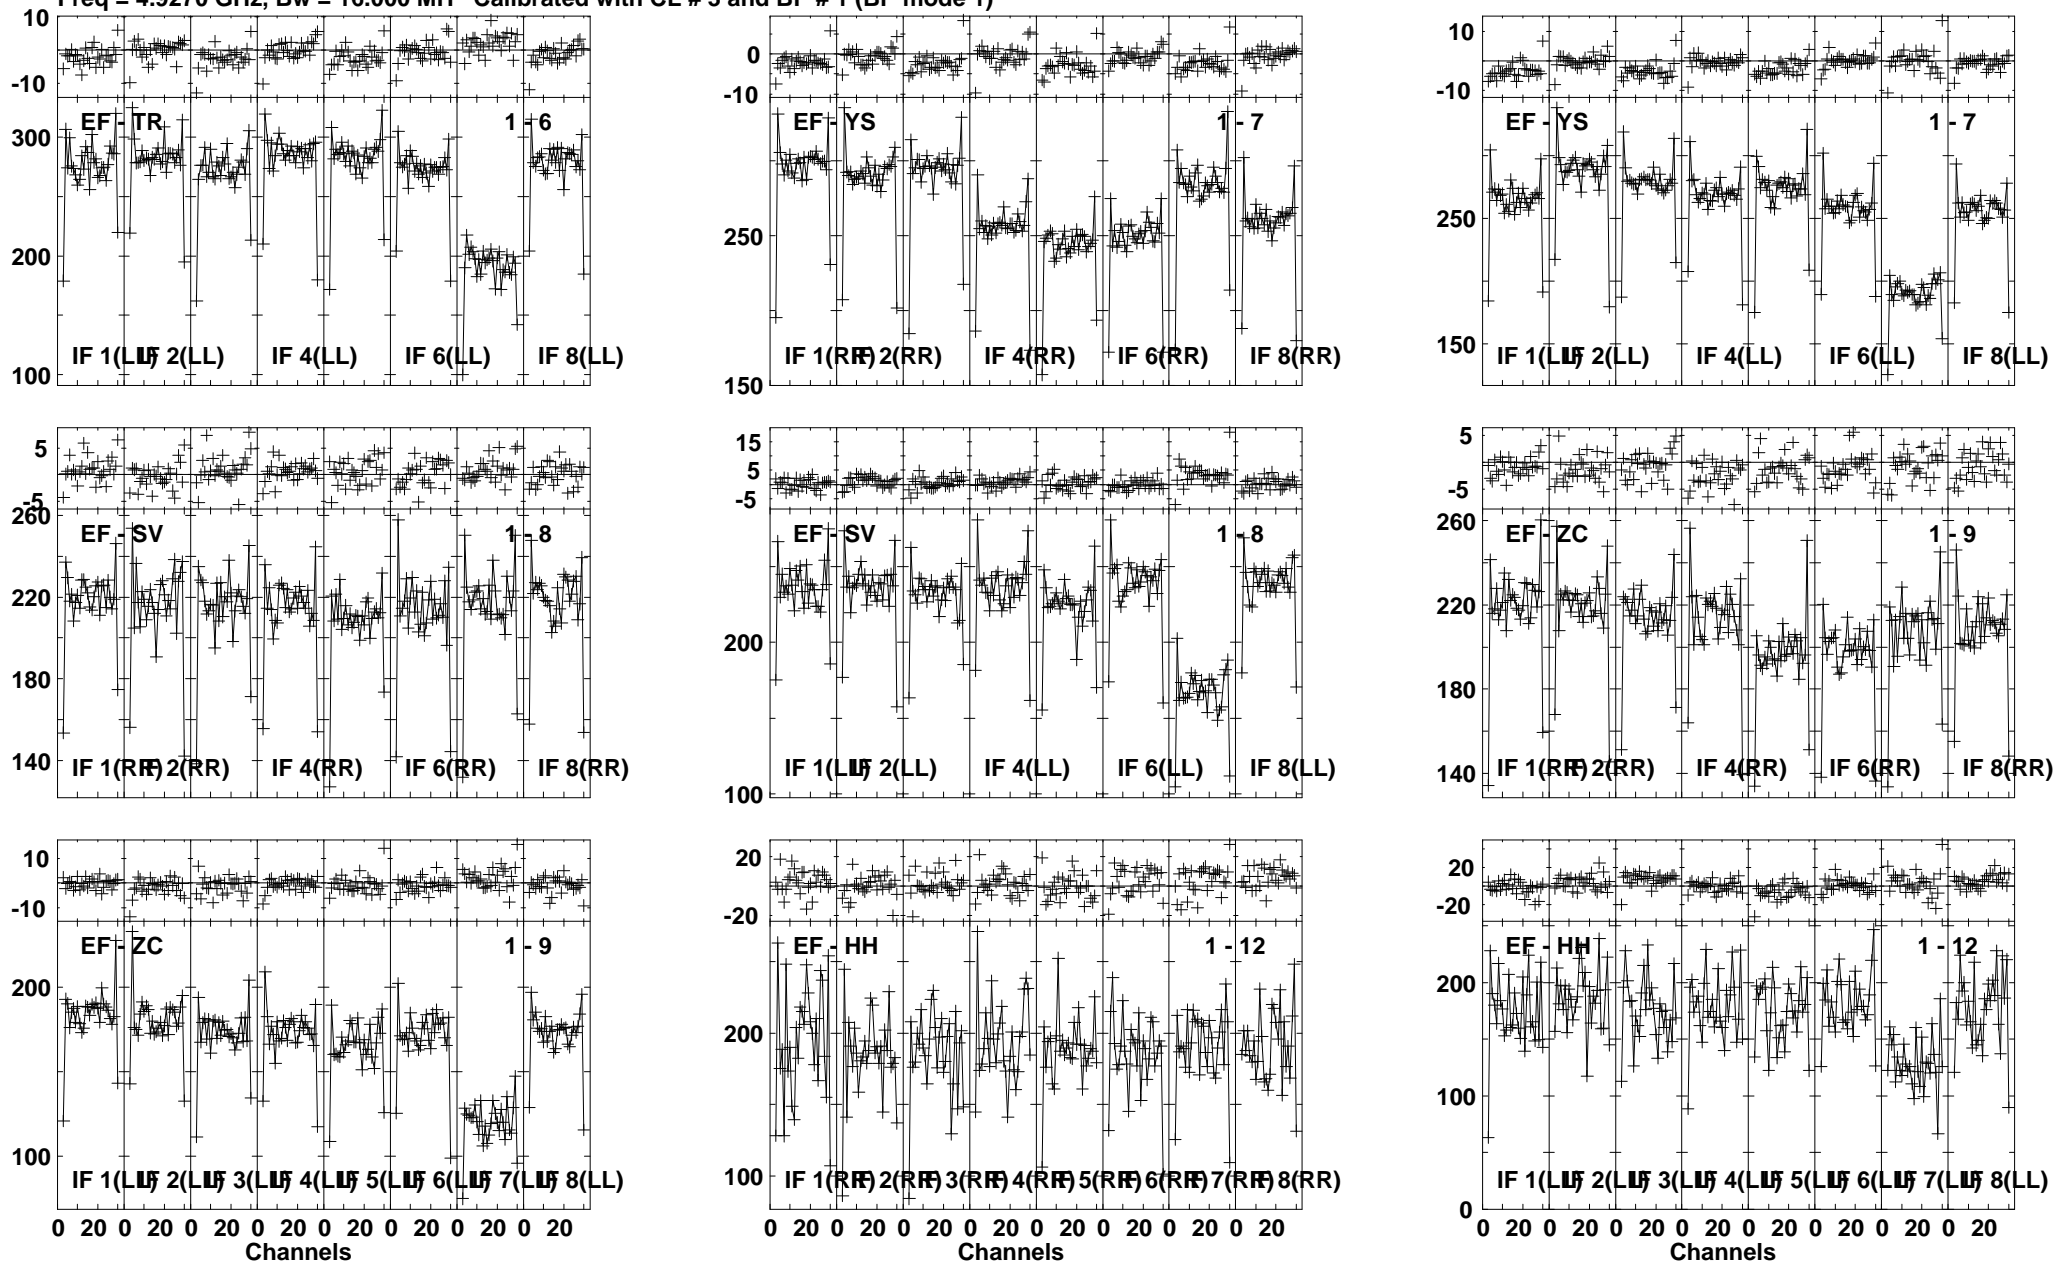 Freq = 4.9270 GHz, Bw = 16.000 MH Calibrated with CL # 3 and BP # 1 (BP mode 1)
10
0
-10
EF - TR 1 - 6
300
200
100
IF 1(LL) IF 2(LL) IF 4(LL) IF 6(LL) IF 8(LL)
0
-10
EF - YS 1 - 7
250
150
IF 1(RR) IF 2(RR) IF 4(RR) IF 6(RR) IF 8(RR)
10
-10
EF - YS 1 - 7
250
150
IF 1(LL) IF 2(LL) IF 4(LL) IF 6(LL) IF 8(LL)
5
-5
260
EF - SV 1 - 8
220
180
140
IF 1(RR) IF 2(RR) IF 4(RR) IF 6(RR) IF 8(RR)
15
5
-5
EF - SV 1 - 8
200
100
IF 1(LL) IF 2(LL) IF 4(LL) IF 6(LL) IF 8(LL)
5
-5
260
EF - ZC 1 - 9
220
180
140
IF 1(RR) IF 2(RR) IF 4(RR) IF 6(RR) IF 8(RR)
10
-10
EF - ZC 1 - 9
200
100
IF 1(LL) IF 2(LL) IF 3(LL) IF 4(LL) IF 5(LL) IF 6(LL) IF 7(LL) IF 8(LL)
0 20 0 20 0 20 0 20 0 20 0 20 0 20 0 20
Channels
20
-20
EF - HH 1 - 12
200
100
IF 1(RR) IF 2(RR) IF 3(RR) IF 4(RR) IF 5(RR) IF 6(RR) IF 7(RR) IF 8(RR)
0 20 0 20 0 20 0 20 0 20 0 20 0 20 0 20
Channels
20
-20
EF - HH 1 - 12
200
100
0
IF 1(LL) IF 2(LL) IF 3(LL) IF 4(LL) IF 5(LL) IF 6(LL) IF 7(LL) IF 8(LL)
0 20 0 20 0 20 0 20 0 20 0 20 0 20 0 20
Channels